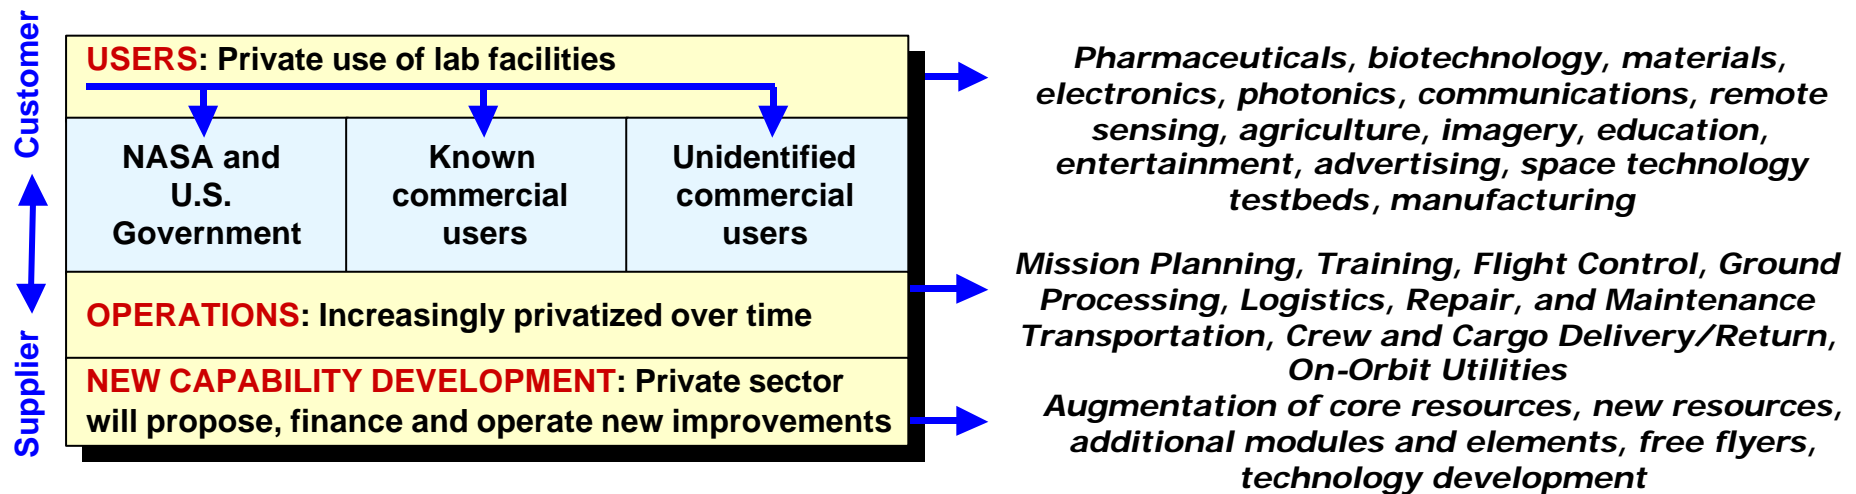 Customer
Supplier
USERS: Private use of lab facilities
NASA and
U.S.
Government
Known
commercial
users
Unidentified
commercial
users
OPERATIONS: Increasingly privatized over time
NEW CAPABILITY DEVELOPMENT: Private sector
will propose, finance and operate new improvements
Pharmaceuticals, biotechnology, materials,
electronics, photonics, communications, remote
sensing, agriculture, imagery, education,
entertainment, advertising, space technology
testbeds, manufacturing
Mission Planning, Training, Flight Control, Ground
Processing, Logistics, Repair, and Maintenance
Transportation, Crew and Cargo Delivery/Return,
On-Orbit Utilities
Augmentation of core resources, new resources,
additional modules and elements, free flyers,
technology development